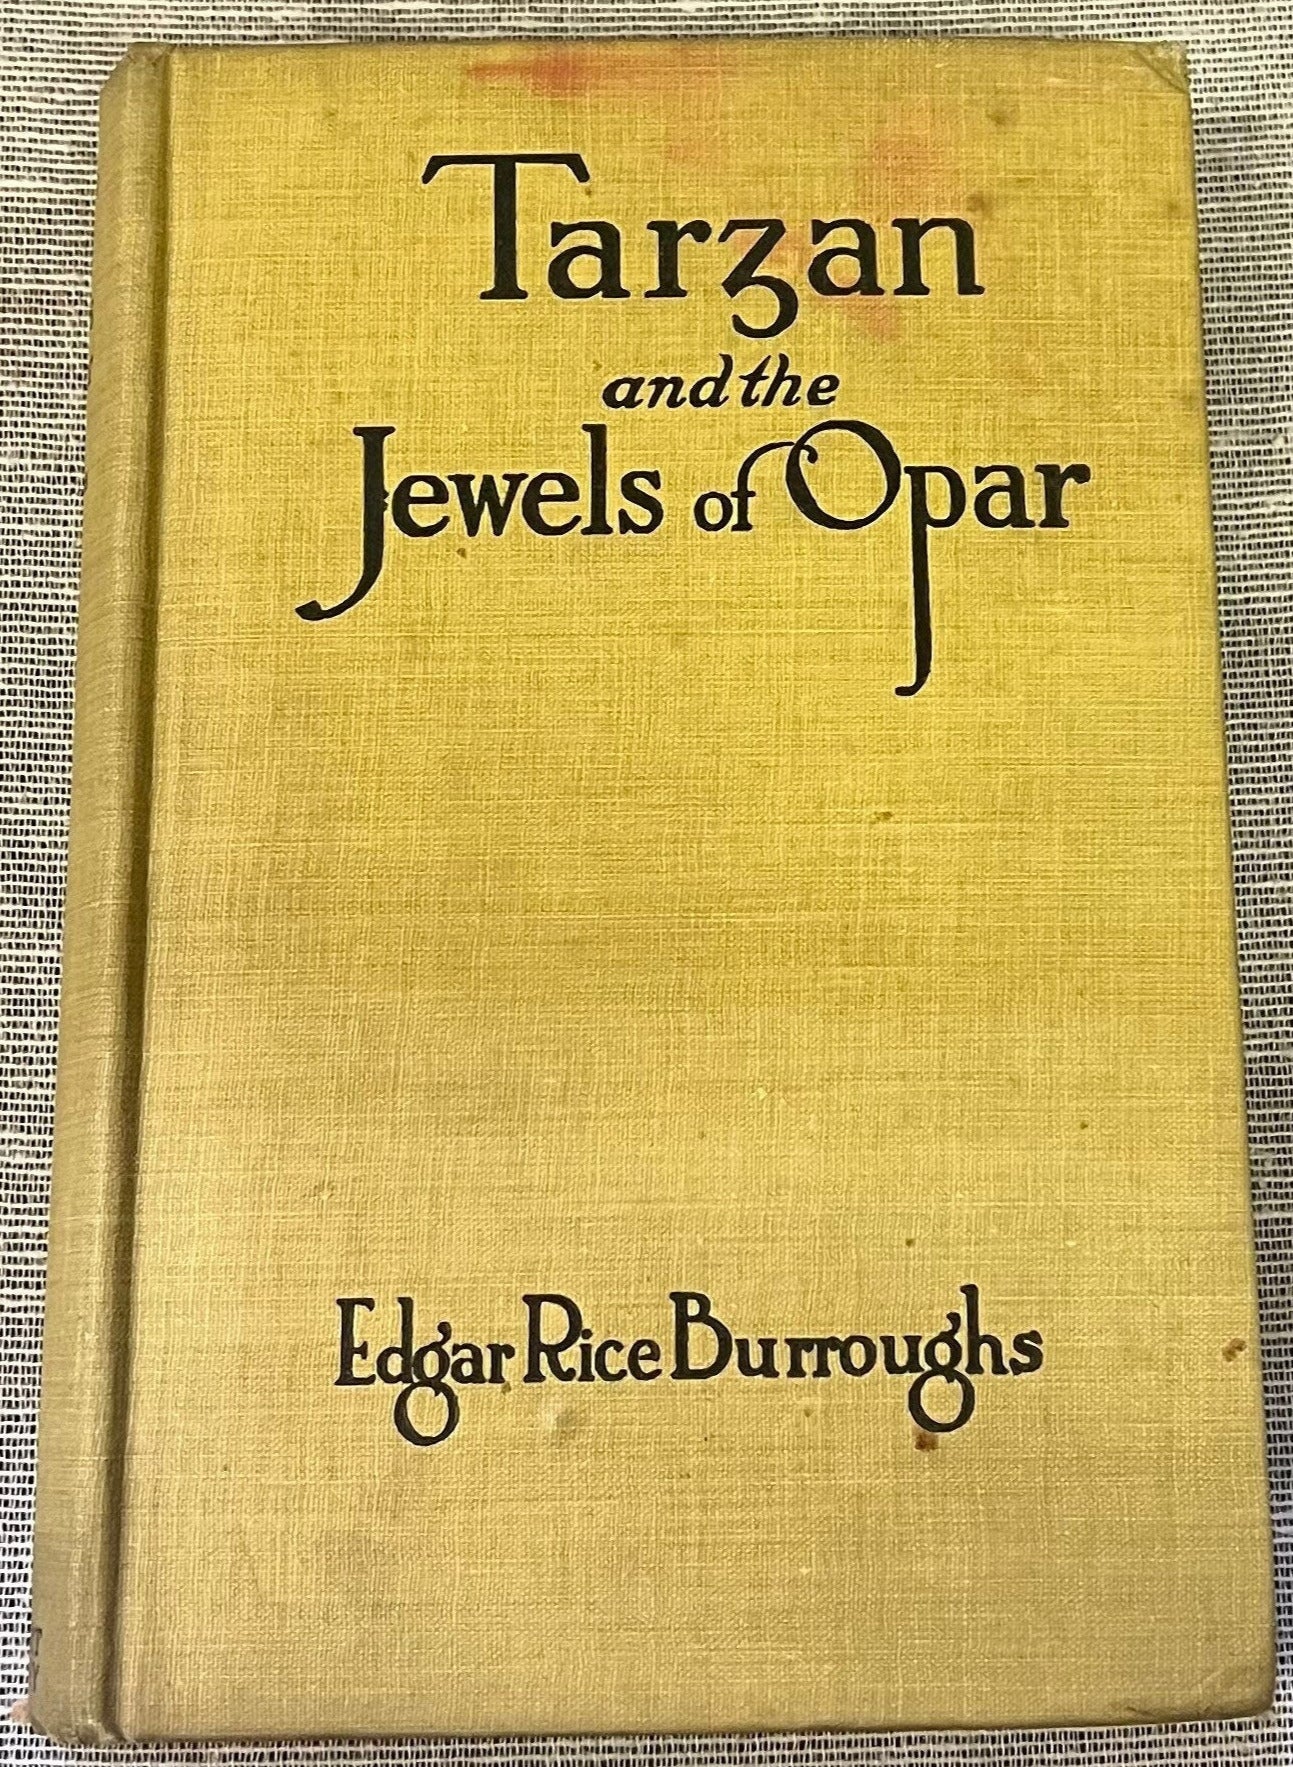 Tarzan
and the
Jewels of Opar
Edgar Rice Burroughs